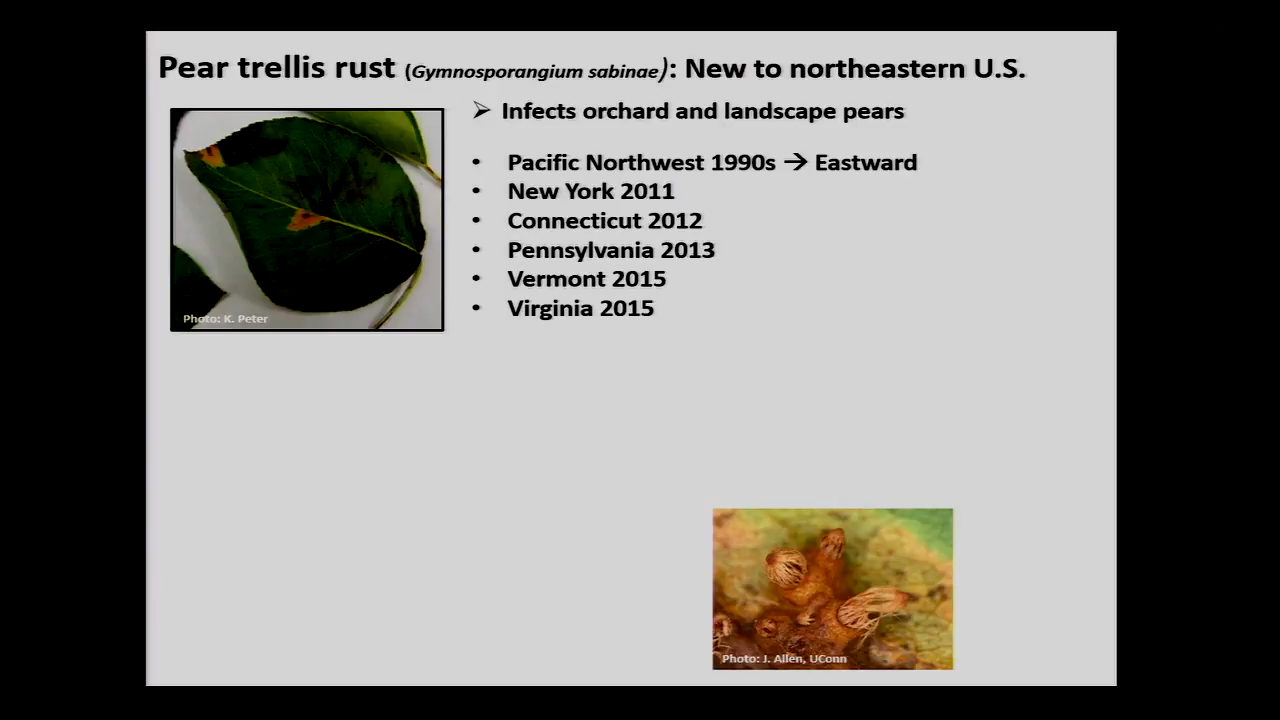 Pear trellis rust (Gymnosporangium sabinae): New to northeastern U.S.
➢ Infects orchard and landscape pears
• Pacific Northwest 1990s → Eastward
• New York 2011
• Connecticut 2012
• Pennsylvania 2013
• Vermont 2015
• Virginia 2015
Photo: K. Peter
Photo: J. Allen, UConn